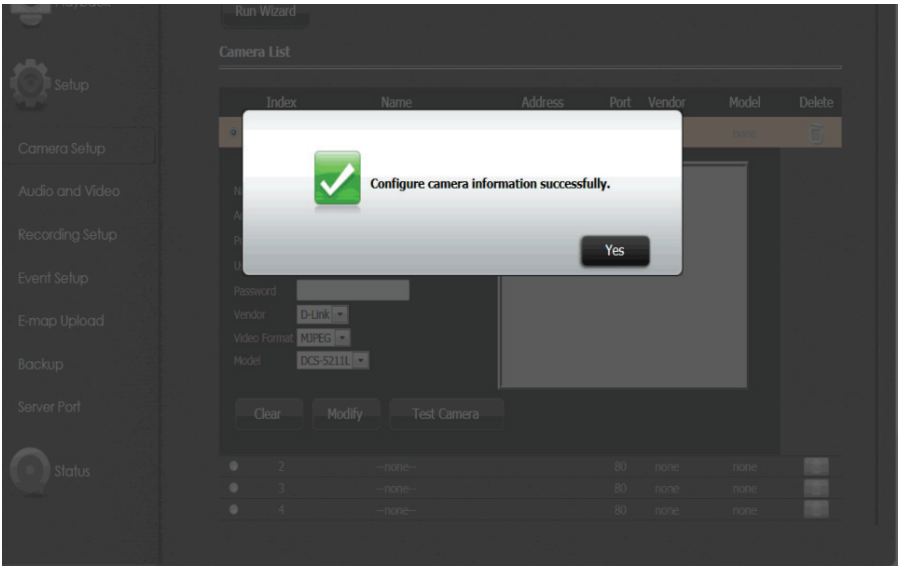 Playback
Run Wizard
Camera List
Setup
Index Name Address Port Vendor Model Delete
none
Camera Setup
Configure camera information successfully.
Audio and Video
Recording Setup
Yes
Event Setup
Password
Vendor D-Link
E-map Upload
Video Format MJPEG
Model DCS-5211L
Backup
Server Port
Clear Modify Test Camera
Status
2 --none-- 80 none none
3 --none-- 80 none none
4 --none-- 80 none none